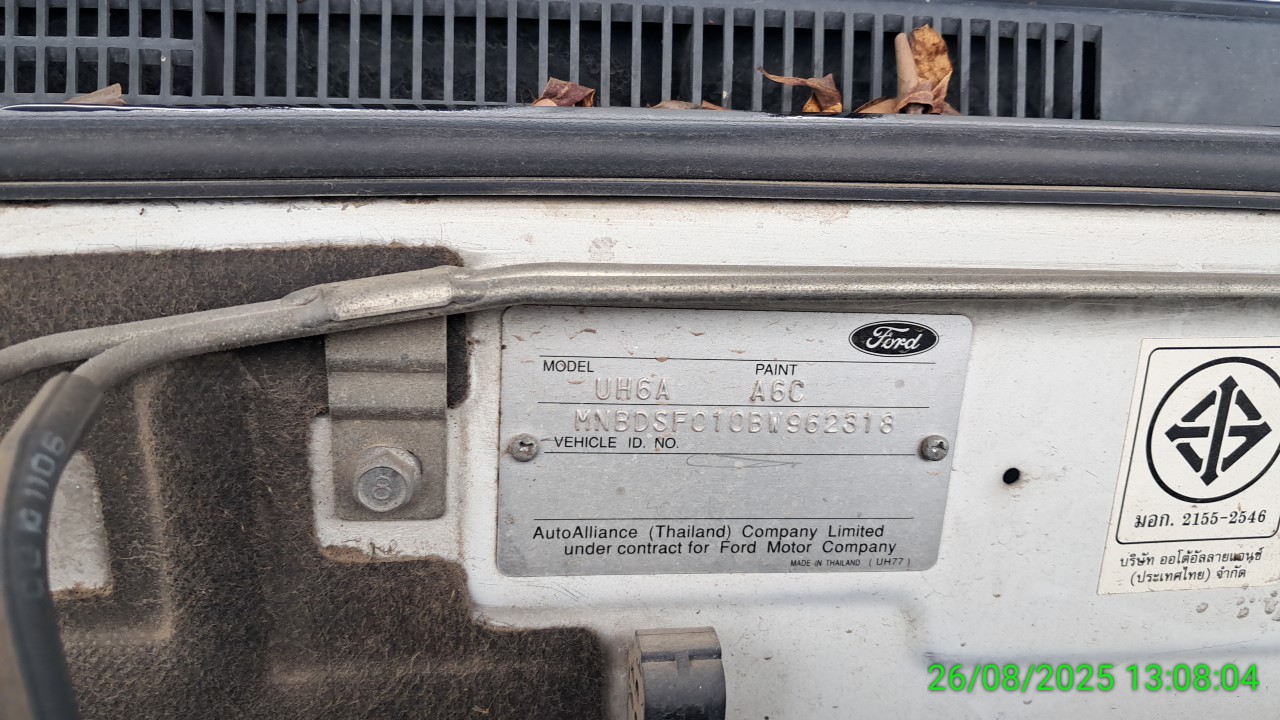 Ford
MODEL PAINT
UH6A A6C
MNBDSFC10BW962318
VEHICLE ID. NO.
AutoAlliance (Thailand) Company Limited
under contract for Ford Motor Company
MADE IN THAILAND ( UH77 )
มอก. 2155-2546
บริษัท ออโต้อัลลายแอนซ์
(ประเทศไทย) จำกัด
8
1106
26/08/2025 13:08:04